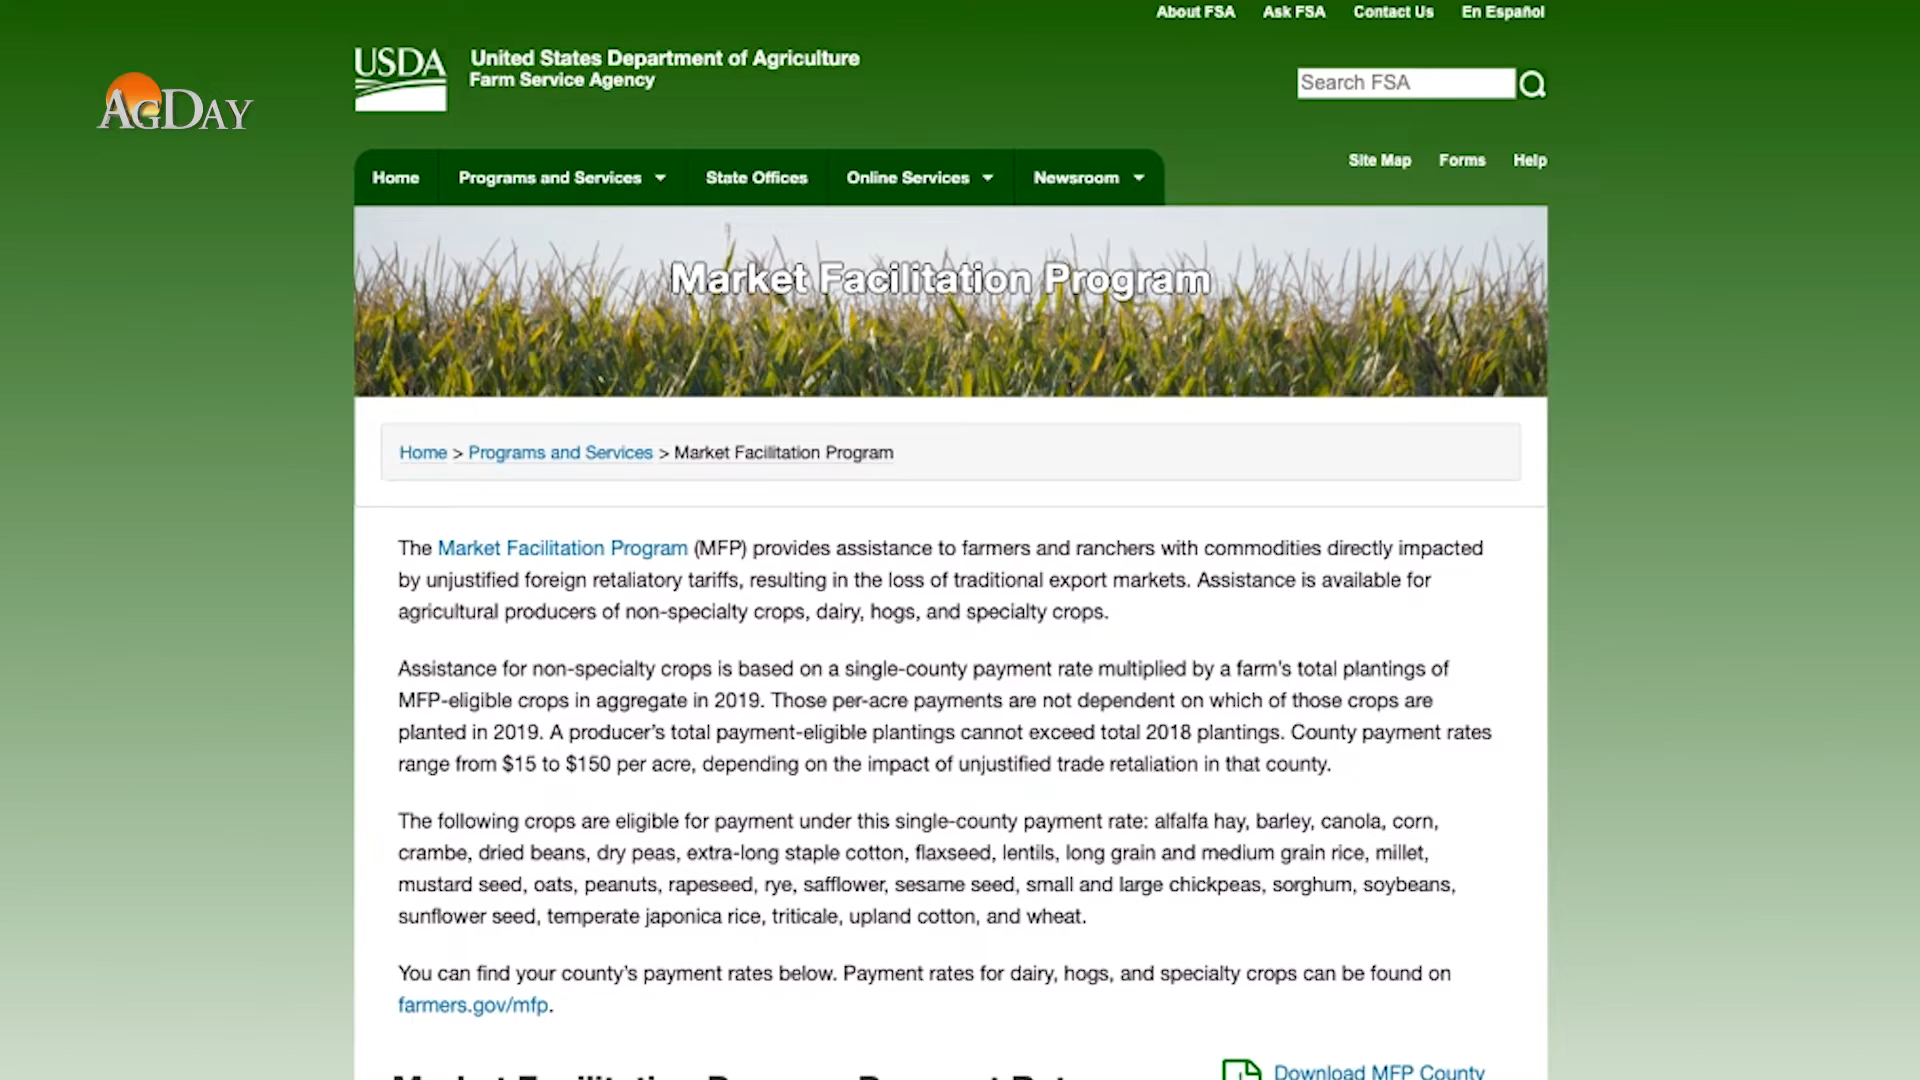 About FSA Ask FSA Contact Us En Español
USDA United States Department of Agriculture
Farm Service Agency
Search FSA
AGDAY
Site Map Forms Help
Home Programs and Services State Offices Online Services Newsroom
Market Facilitation Program
Home > Programs and Services > Market Facilitation Program
The Market Facilitation Program (MFP) provides assistance to farmers and ranchers with commodities directly impacted
by unjustified foreign retaliatory tariffs, resulting in the loss of traditional export markets. Assistance is available for
agricultural producers of non-specialty crops, dairy, hogs, and specialty crops.
Assistance for non-specialty crops is based on a single-county payment rate multiplied by a farm's total plantings of
MFP-eligible crops in aggregate in 2019. Those per-acre payments are not dependent on which of those crops are
planted in 2019. A producer's total payment-eligible plantings cannot exceed total 2018 plantings. County payment rates
range from $15 to $150 per acre, depending on the impact of unjustified trade retaliation in that county.
The following crops are eligible for payment under this single-county payment rate: alfalfa hay, barley, canola, corn,
crambe, dried beans, dry peas, extra-long staple cotton, flaxseed, lentils, long grain and medium grain rice, millet,
mustard seed, oats, peanuts, rapeseed, rye, safflower, sesame seed, small and large chickpeas, sorghum, soybeans,
sunflower seed, temperate japonica rice, triticale, upland cotton, and wheat.
You can find your county's payment rates below. Payment rates for dairy, hogs, and specialty crops can be found on
farmers.gov/mfp.
Download MFP County